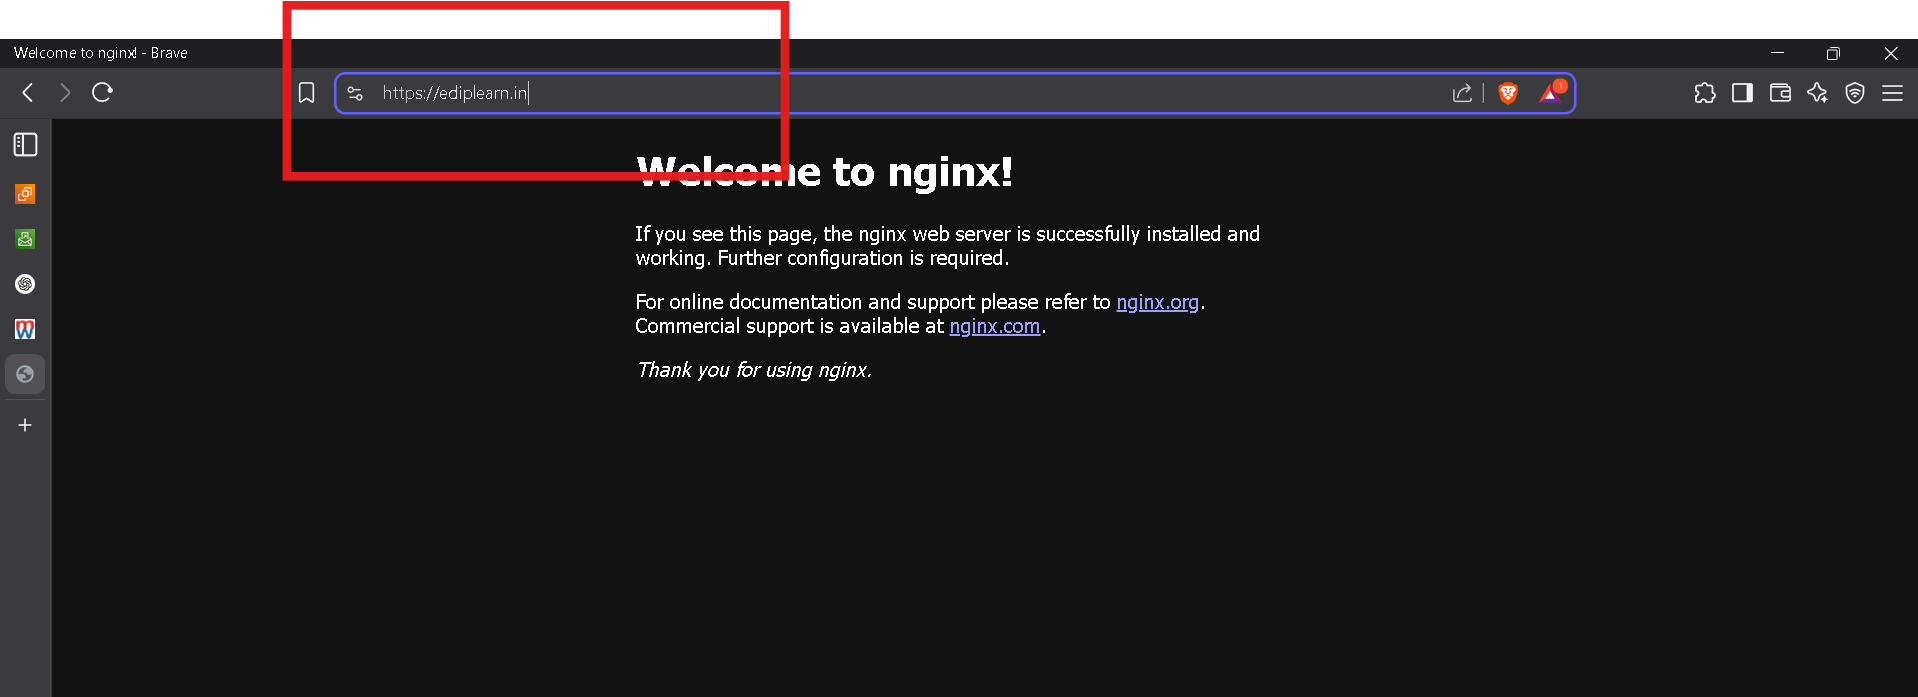 Welcome to nginx! - Brave
https://ediplearn.in
1
Welcome to nginx!
If you see this page, the nginx web server is successfully installed and
working. Further configuration is required.
For online documentation and support please refer to nginx.org.
Commercial support is available at nginx.com.
Thank you for using nginx.